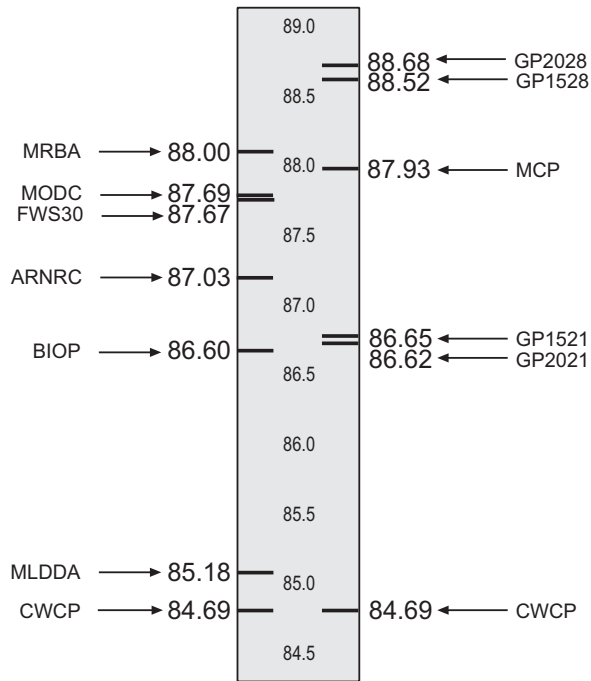 89.0
88.68 GP2028
88.52 GP1528
88.5
MRBA 88.00
88.0
87.93 MCP
MODC 87.69
FWS30 87.67
87.5
ARNRC 87.03
87.0
86.65 GP1521
BIOP 86.60
86.62 GP2021
86.5
86.0
85.5
MLDDA 85.18
85.0
CWCP 84.69
84.69 CWCP
84.5